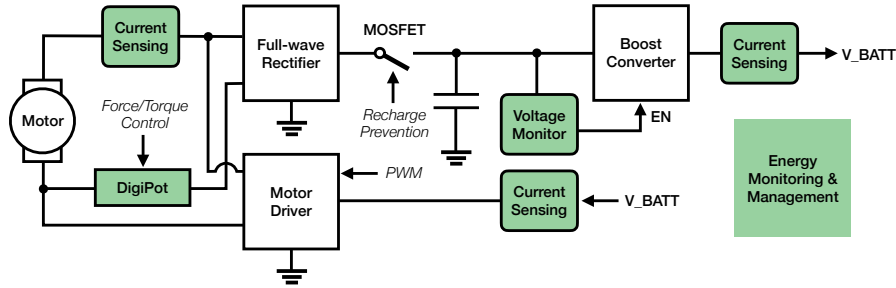 Current
Sensing
Full-wave
Rectifier
MOSFET
Boost
Converter
Current
Sensing
V_BATT
Motor
Force/Torque
Control
Recharge
Prevention
Voltage
Monitor
EN
DigiPot
Motor
Driver
PWM
Current
Sensing
V_BATT
Energy
Monitoring &
Management